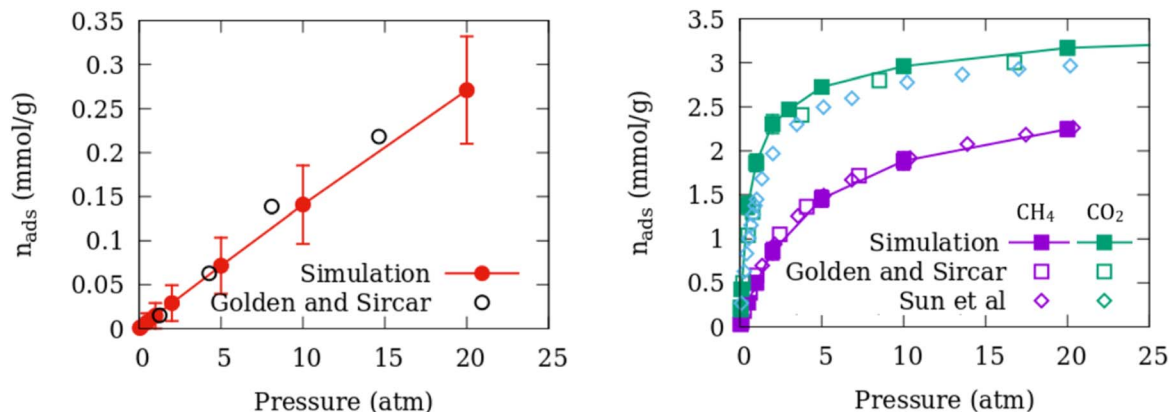 0.35
0.3
0.25
0.2
0.15
0.1
0.05
0
n_ads (mmol/g)
Simulation
Golden and Sircar
0 5 10 15 20 25
Pressure (atm)
3.5
3
2.5
2
1.5
1
0.5
0
n_ads (mmol/g)
CH₄ CO₂
Simulation
Golden and Sircar
Sun et al
0 5 10 15 20 25
Pressure (atm)